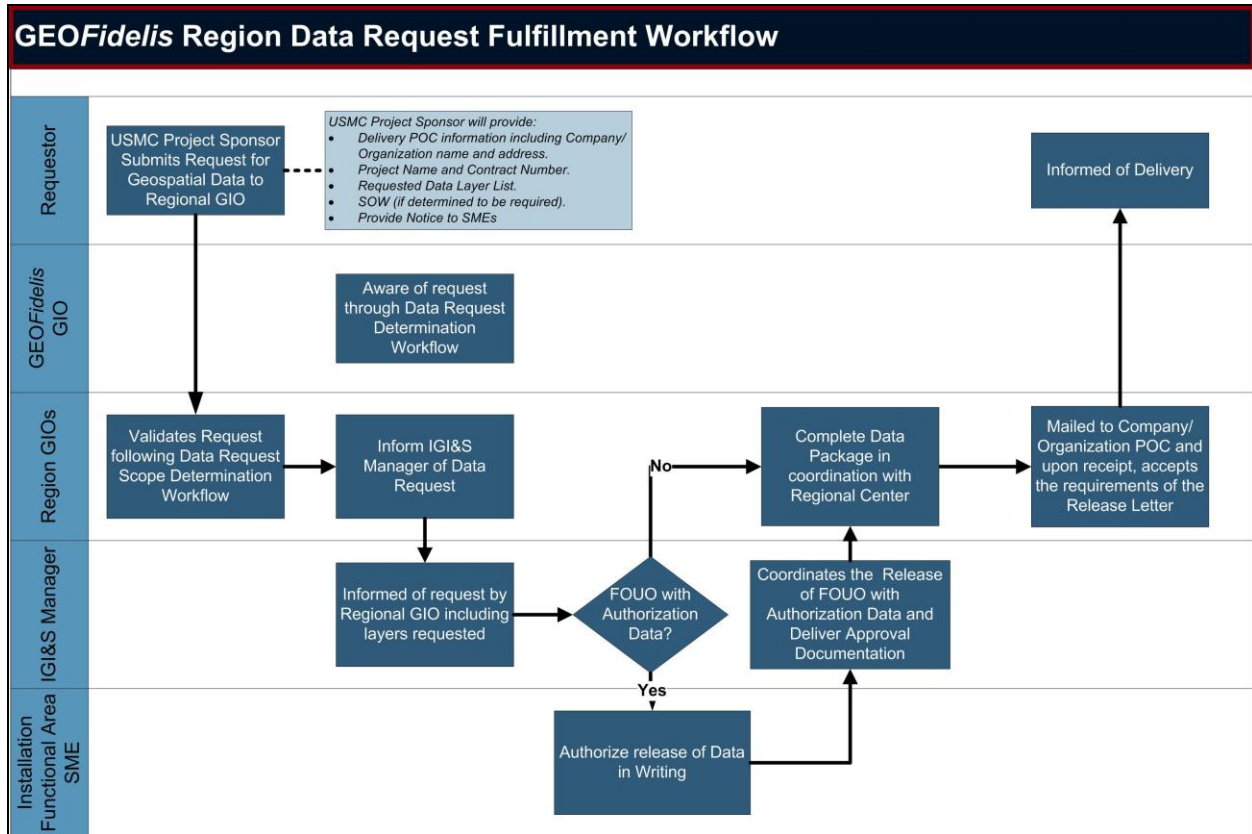 GEOFidelis Region Data Request Fulfillment Workflow
Requestor
USMC Project Sponsor
Submits Request for
Geospatial Data to
Regional GIO
USMC Project Sponsor will provide:
• Delivery POC information including Company/
Organization name and address.
• Project Name and Contract Number.
• Requested Data Layer List.
• SOW (if determined to be required).
• Provide Notice to SMEs
Informed of Delivery
GEOFidelis
GIO
Aware of request
through Data Request
Determination
Workflow
Region GIOs
Validates Request
following Data Request
Scope Determination
Workflow
Inform IGI&S
Manager of Data
Request
No
Complete Data
Package in
coordination with
Regional Center
Mailed to Company/
Organization POC and
upon receipt, accepts
the requirements of the
Release Letter
IGI&S Manager
Informed of request by
Regional GIO including
layers requested
FOUO with
Authorization
Data?
Coordinates the Release
of FOUO with
Authorization Data and
Deliver Approval
Documentation
Yes
Installation
Functional Area
SME
Authorize release of Data
in Writing